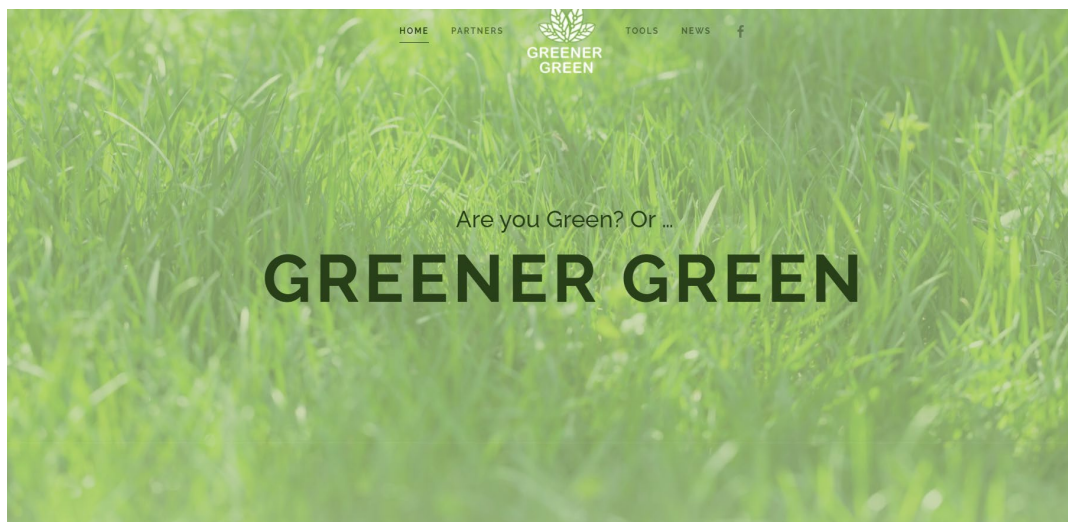 HOME PARTNERS TOOLS NEWS
GREENER
GREEN
Are you Green? Or ...
GREENER GREEN